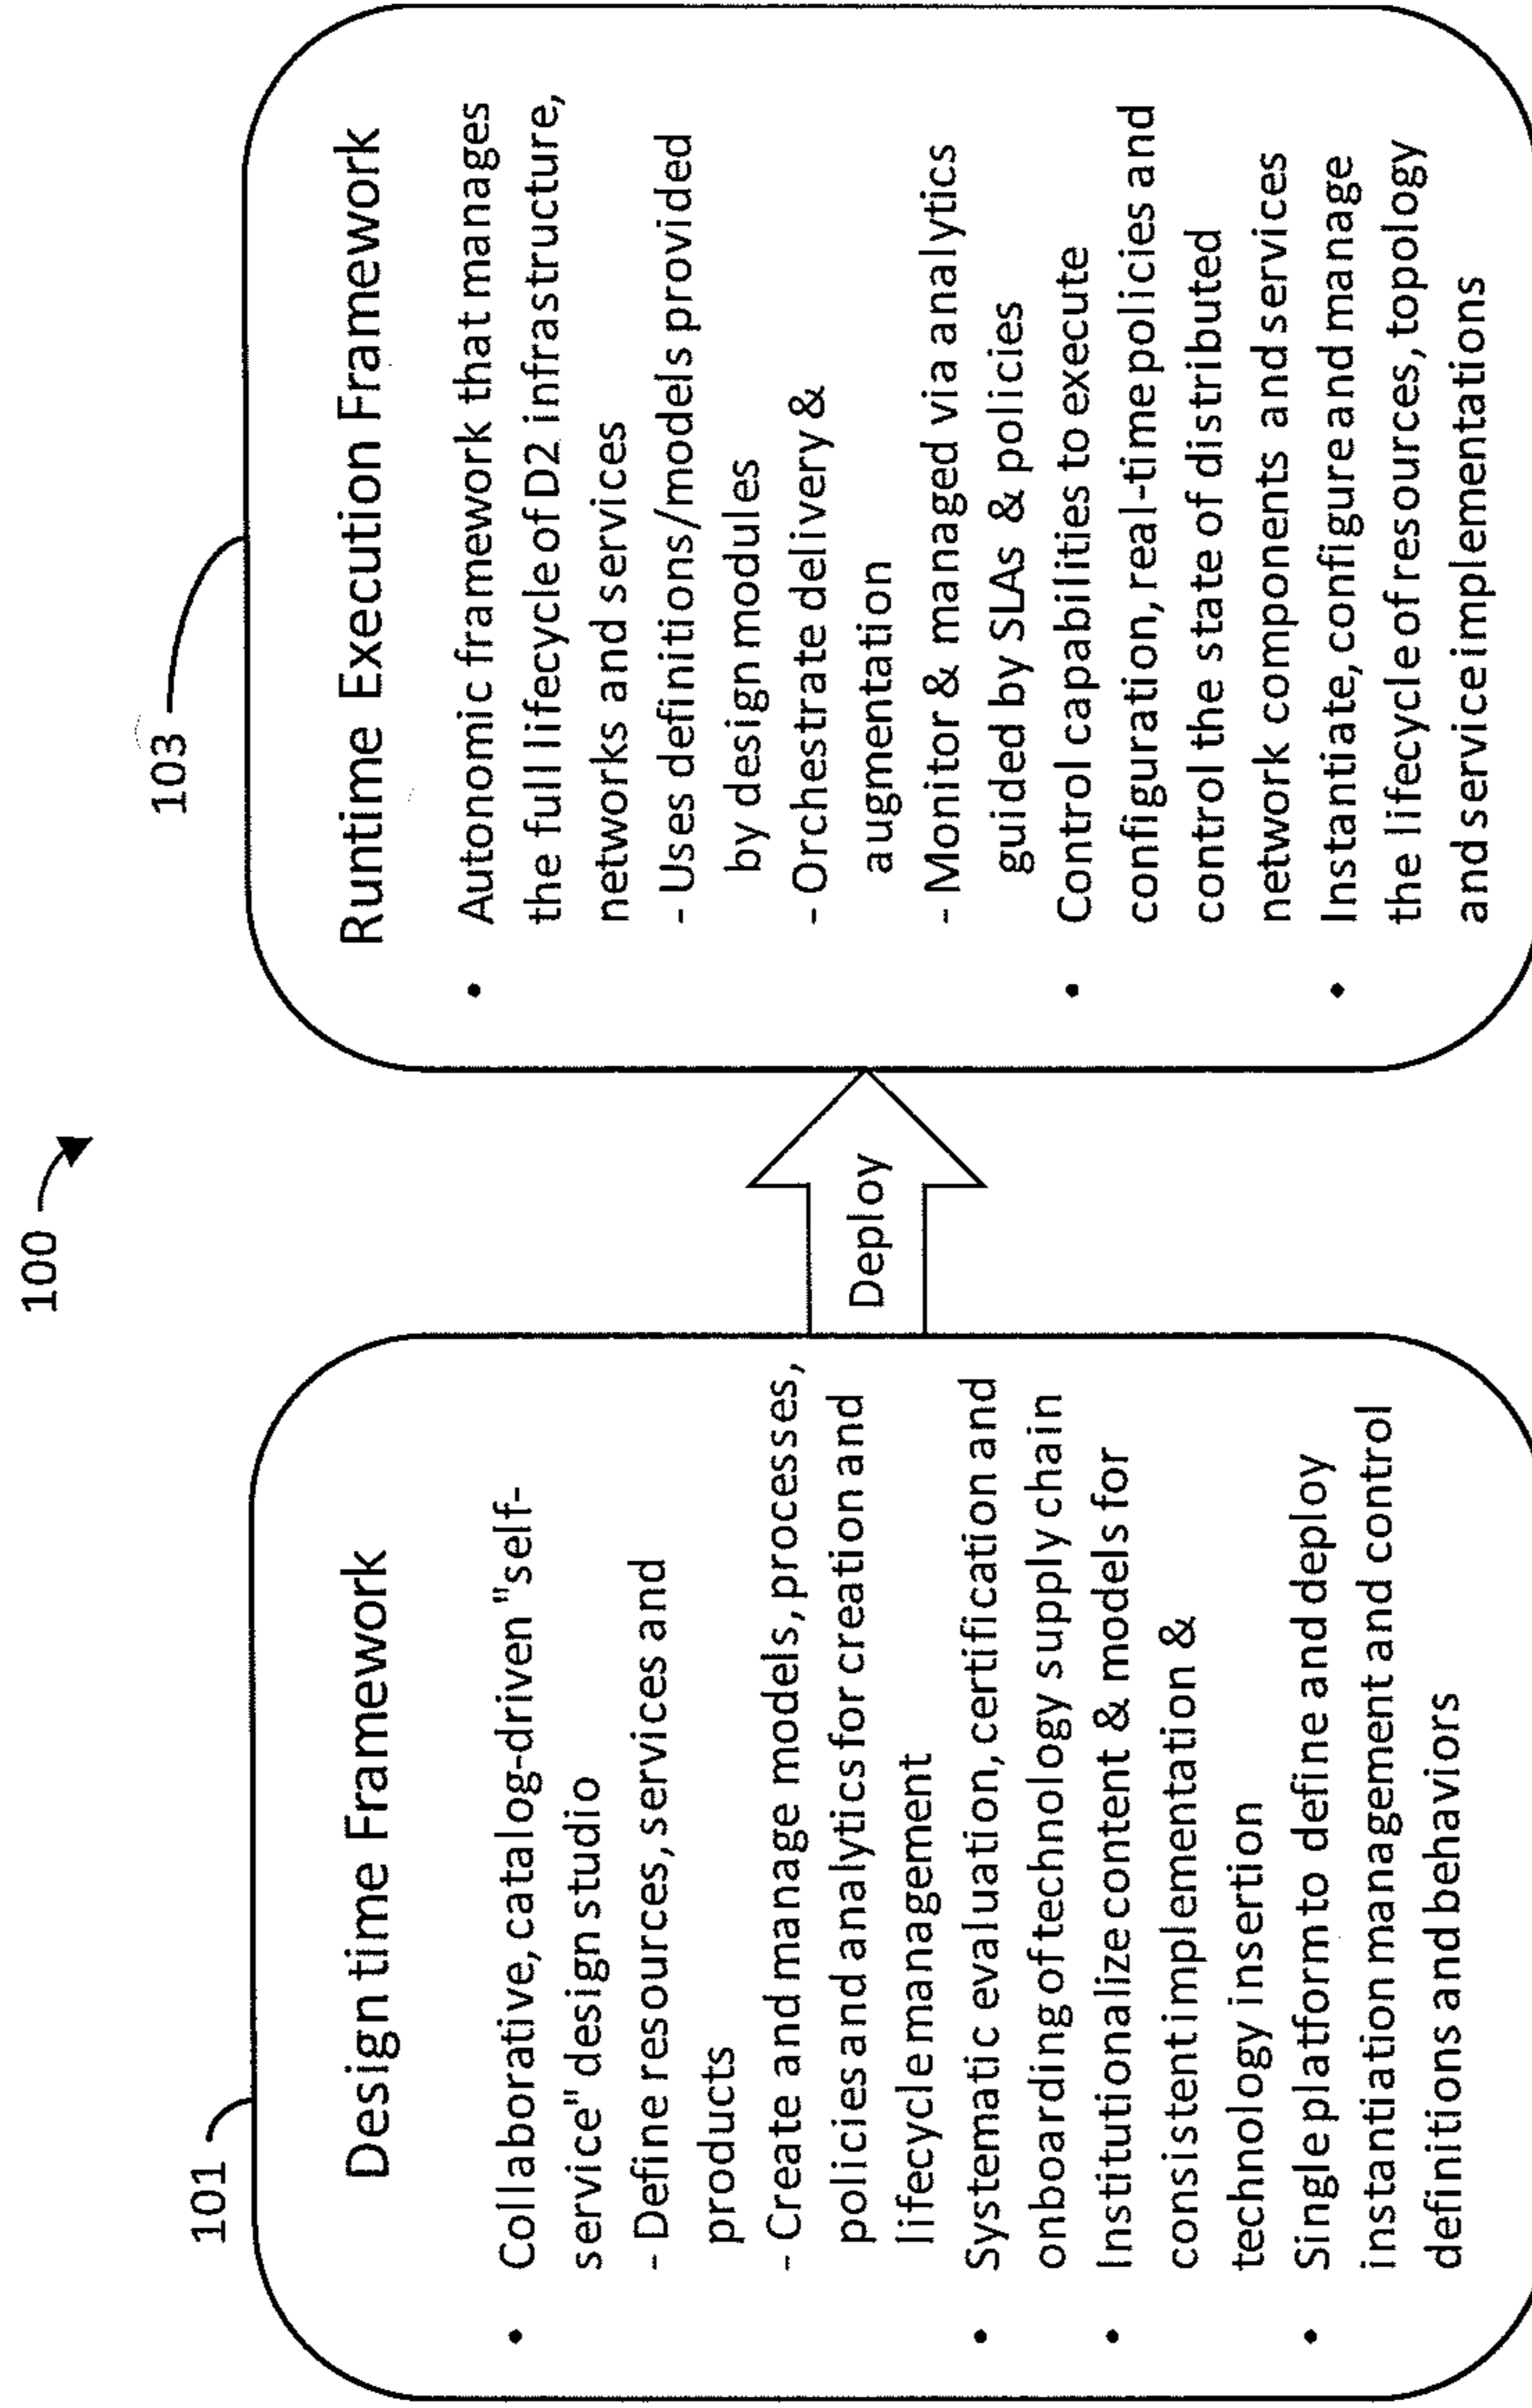 100
101
Design time Framework
• Collaborative, catalog-driven "self-
service" design studio
- Define resources, services and
products
- Create and manage models, processes,
policies and analytics for creation and
lifecycle management
• Systematic evaluation, certification and
onboarding of technology supply chain
• Institutionalize content & models for
consistent implementation &
technology insertion
• Single platform to define and deploy
instantiation management and control
definitions and behaviors
Deploy
103
Runtime Execution Framework
• Autonomic framework that manages
the full lifecycle of D2 infrastructure,
networks and services
- Uses definitions/models provided
by design modules
- Orchestrate delivery &
augmentation
- Monitor & managed via analytics
guided by SLAs & policies
• Control capabilities to execute
configuration, real-time policies and
control the state of distributed
network components and services
• Instantiate, configure and manage
the lifecycle of resources, topology
and service implementations